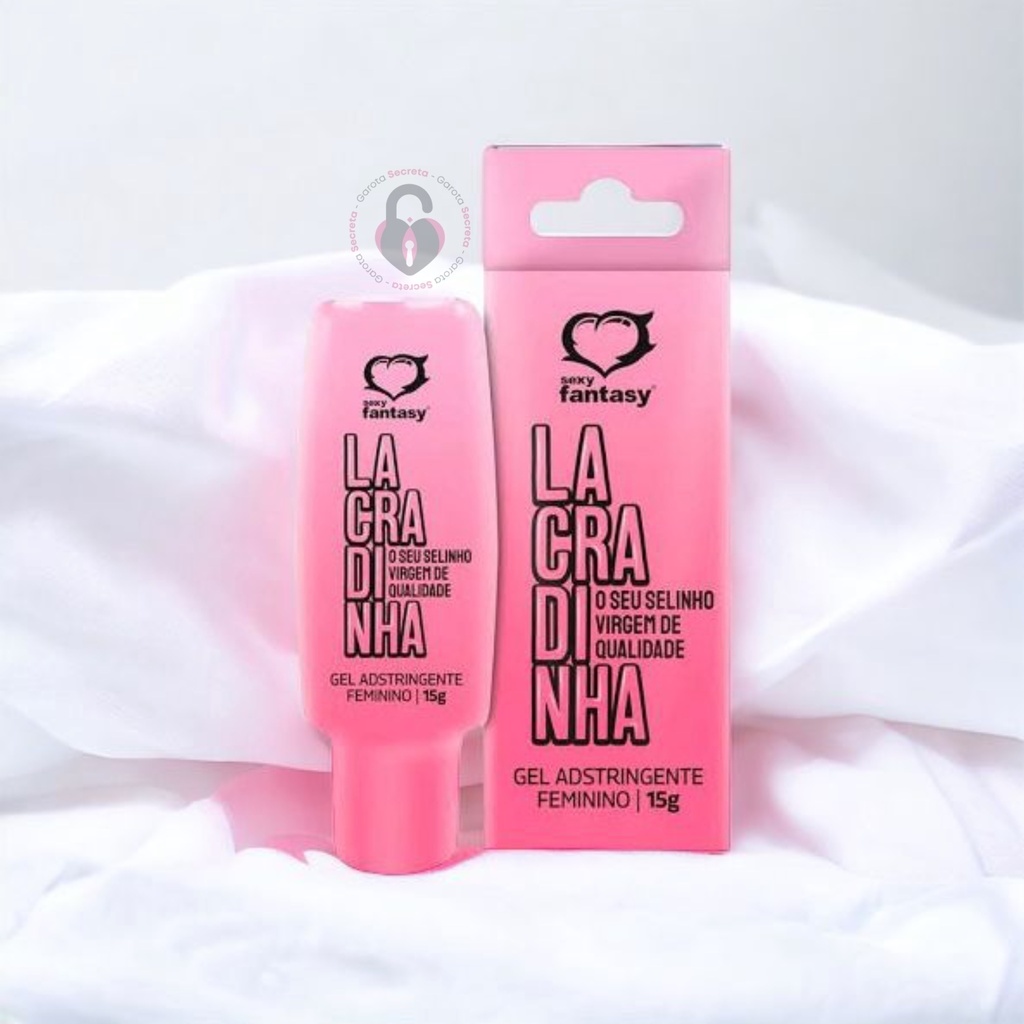 Garota Secreta - Garota Secreta - Garota Secreta -
sexy
fantasy®
LA
CRA
DI
NHA
O SEU SELINHO
VIRGEM DE
QUALIDADE
GEL ADSTRINGENTE
FEMININO | 15g
sexy
fantasy®
LA
CRA
DI
NHA
O SEU SELINHO
VIRGEM DE
QUALIDADE
GEL ADSTRINGENTE
FEMININO | 15g